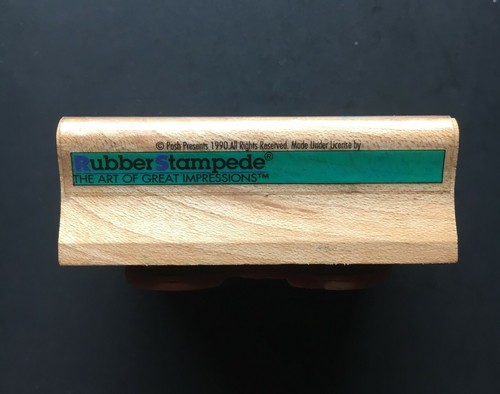 © Posh Presents 1990.All Rights Reserved. Made Under License by
RubberStampede®
THE ART OF GREAT IMPRESSIONS™